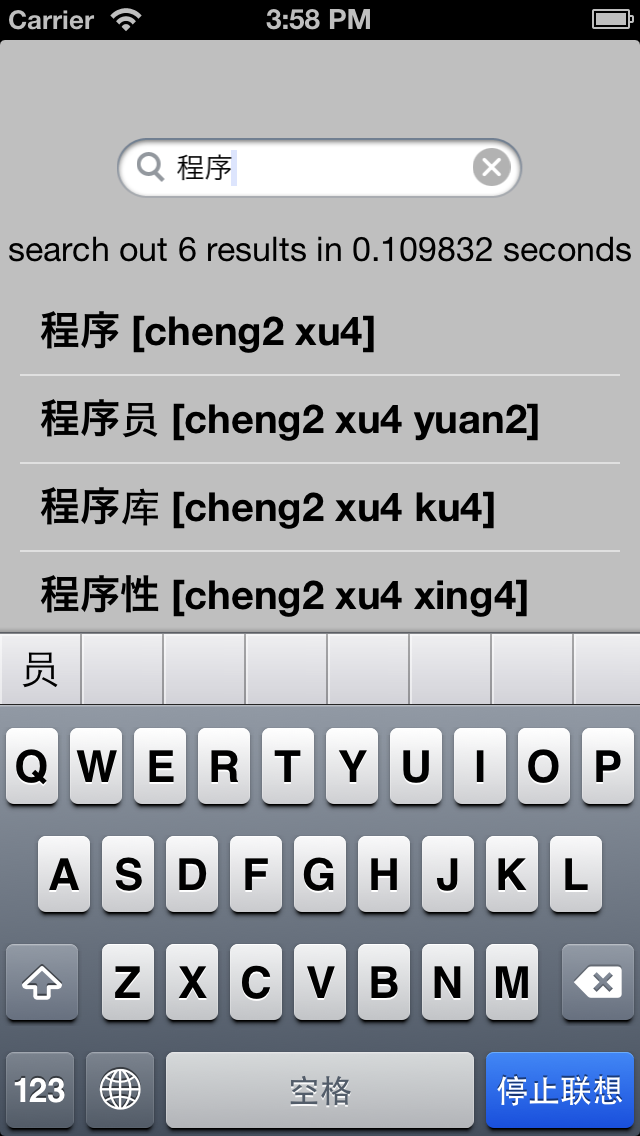 Carrier 3:58 PM
程序
search out 6 results in 0.109832 seconds
程序 [cheng2 xu4]
程序员 [cheng2 xu4 yuan2]
程序库 [cheng2 xu4 ku4]
程序性 [cheng2 xu4 xing4]
员
Q W E R T Y U I O P
A S D F G H J K L
Z X C V B N M
123 空格 停止联想